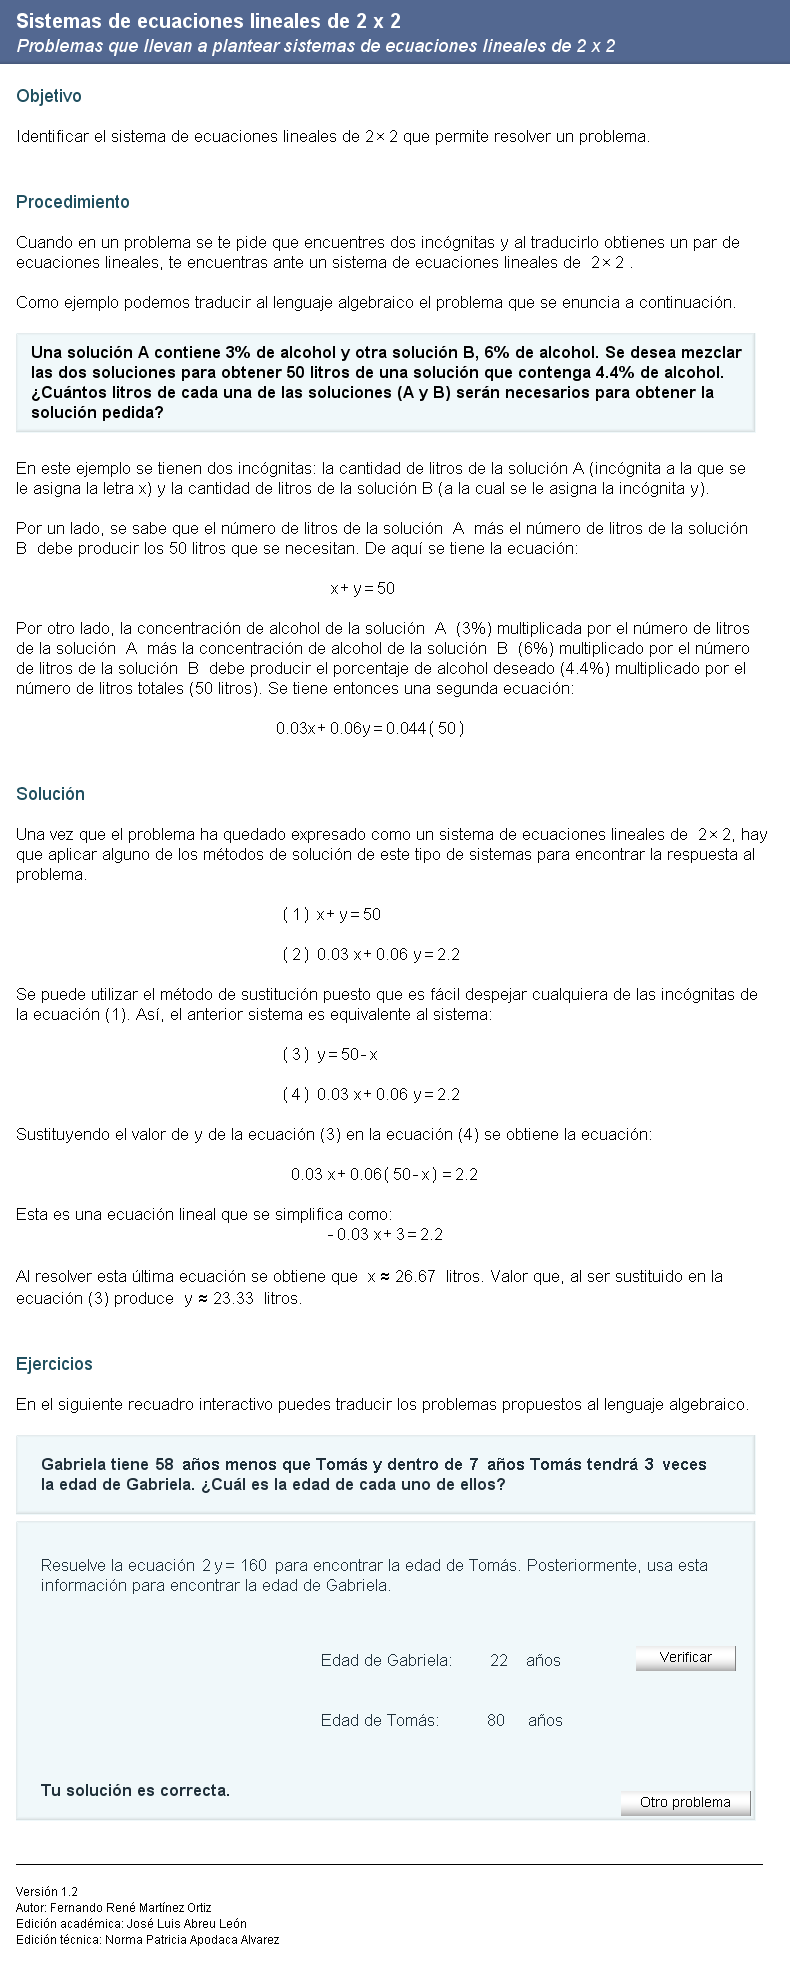 Sistemas de ecuaciones lineales de 2 x 2
Problemas que llevan a plantear sistemas de ecuaciones lineales de 2 x 2
Objetivo
Identificar el sistema de ecuaciones lineales de 2 × 2 que permite resolver un problema.
Procedimiento
Cuando en un problema se te pide que encuentres dos incógnitas y al traducirlo obtienes un par de
ecuaciones lineales, te encuentras ante un sistema de ecuaciones lineales de 2 × 2 .
Como ejemplo podemos traducir al lenguaje algebraico el problema que se enuncia a continuación.
Una solución A contiene 3% de alcohol y otra solución B, 6% de alcohol. Se desea mezclar
las dos soluciones para obtener 50 litros de una solución que contenga 4.4% de alcohol.
¿Cuántos litros de cada una de las soluciones (A y B) serán necesarios para obtener la
solución pedida?
En este ejemplo se tienen dos incógnitas: la cantidad de litros de la solución A (incógnita a la que se
le asigna la letra x) y la cantidad de litros de la solución B (a la cual se le asigna la incógnita y).
Por un lado, se sabe que el número de litros de la solución A más el número de litros de la solución
B debe producir los 50 litros que se necesitan. De aquí se tiene la ecuación:
x + y = 50
Por otro lado, la concentración de alcohol de la solución A (3%) multiplicada por el número de litros
de la solución A más la concentración de alcohol de la solución B (6%) multiplicado por el número
de litros de la solución B debe producir el porcentaje de alcohol deseado (4.4%) multiplicado por el
número de litros totales (50 litros). Se tiene entonces una segunda ecuación:
0.03x + 0.06y = 0.044 ( 50 )
Solución
Una vez que el problema ha quedado expresado como un sistema de ecuaciones lineales de 2 × 2, hay
que aplicar alguno de los métodos de solución de este tipo de sistemas para encontrar la respuesta al
problema.
( 1 ) x + y = 50
( 2 ) 0.03 x + 0.06 y = 2.2
Se puede utilizar el método de sustitución puesto que es fácil despejar cualquiera de las incógnitas de
la ecuación (1). Así, el anterior sistema es equivalente al sistema:
( 3 ) y = 50 - x
( 4 ) 0.03 x + 0.06 y = 2.2
Sustituyendo el valor de y de la ecuación (3) en la ecuación (4) se obtiene la ecuación:
0.03 x + 0.06 ( 50 - x ) = 2.2
Esta es una ecuación lineal que se simplifica como:
- 0.03 x + 3 = 2.2
Al resolver esta última ecuación se obtiene que x ≈ 26.67 litros. Valor que, al ser sustituido en la
ecuación (3) produce y ≈ 23.33 litros.
Ejercicios
En el siguiente recuadro interactivo puedes traducir los problemas propuestos al lenguaje algebraico.
Gabriela tiene 58 años menos que Tomás y dentro de 7 años Tomás tendrá 3 veces
la edad de Gabriela. ¿Cuál es la edad de cada uno de ellos?
Resuelve la ecuación 2 y = 160 para encontrar la edad de Tomás. Posteriormente, usa esta
información para encontrar la edad de Gabriela.
Edad de Gabriela: 22 años Verificar
Edad de Tomás: 80 años
Tu solución es correcta.
Otro problema
Versión 1.2
Autor: Fernando René Martínez Ortiz
Edición académica: José Luis Abreu León
Edición técnica: Norma Patricia Apodaca Alvarez